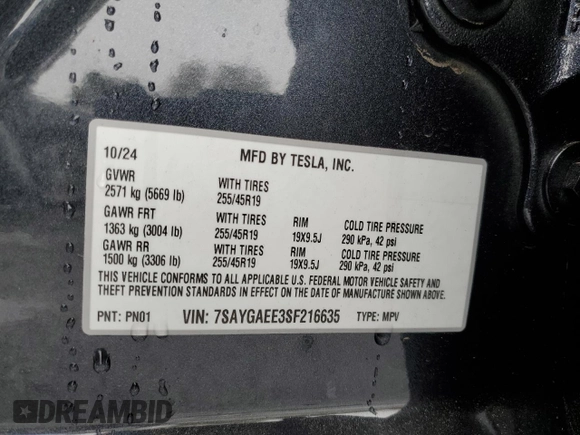 10/24 MFD BY TESLA, INC.
GVWR
2571 kg (5669 lb) WITH TIRES
255/45R19
GAWR FRT WITH TIRES RIM COLD TIRE PRESSURE
1363 kg (3004 lb) 255/45R19 19X9.5J 290 kPa, 42 psi
GAWR RR WITH TIRES RIM COLD TIRE PRESSURE
1500 kg (3306 lb) 255/45R19 19X9.5J 290 kPa, 42 psi
THIS VEHICLE CONFORMS TO ALL APPLICABLE U.S. FEDERAL MOTOR VEHICLE SAFETY AND
THEFT PREVENTION STANDARDS IN EFFECT ON THE DATE OF MANUFACTURE SHOWN ABOVE.
PNT: PN01 VIN: 7SAYGAEE3SF216635 TYPE: MPV
DREAMBID